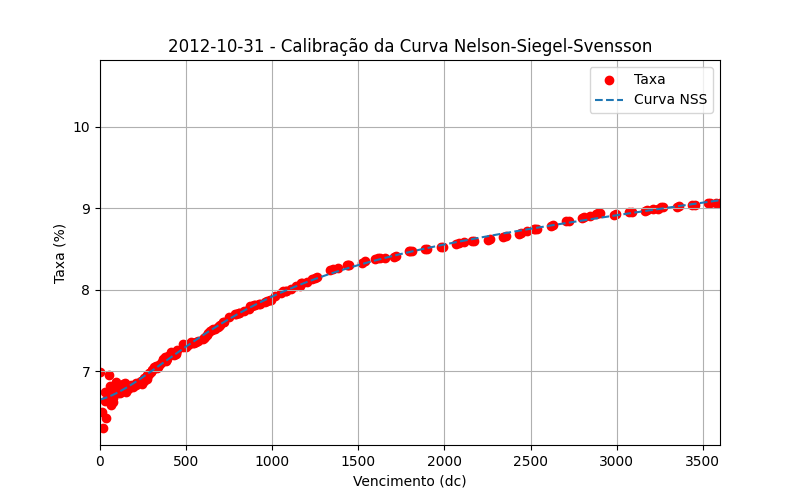 2012-10-31 - Calibração da Curva Nelson-Siegel-Svensson
Taxa
Curva NSS
10
9
8
7
Taxa (%)
0 500 1000 1500 2000 2500 3000 3500
Vencimento (dc)